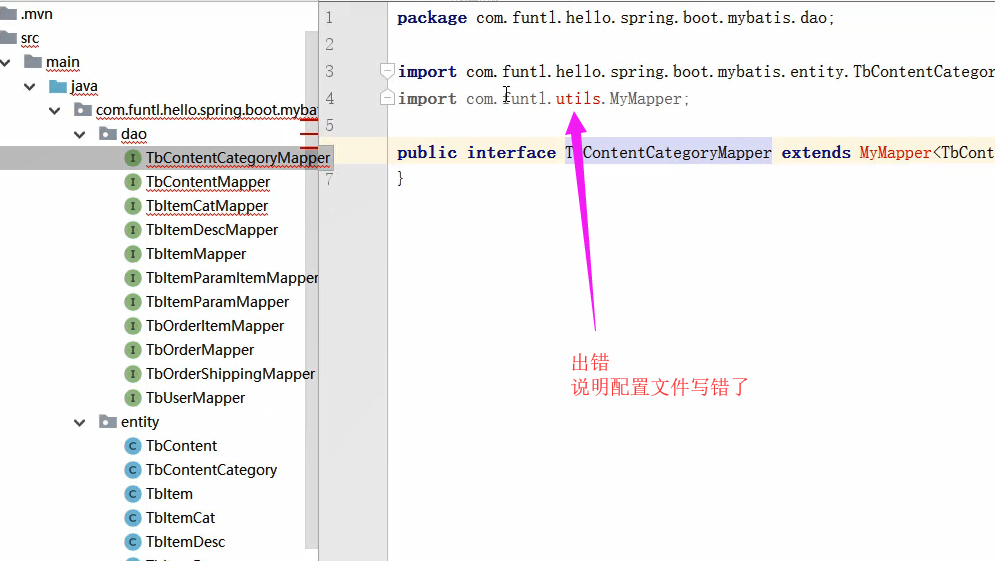 .mvn
src
main
java
com.funtl.hello.spring.boot.mybat
dao
TbContentCategoryMapper
TbContentMapper
TbItemCatMapper
TbItemDescMapper
TbItemMapper
TbItemParamItemMapper
TbItemParamMapper
TbOrderItemMapper
TbOrderMapper
TbOrderShippingMapper
TbUserMapper
entity
TbContent
TbContentCategory
TbItem
TbItemCat
TbItemDesc
1 package com.funtl.hello.spring.boot.mybatis.dao;
2
3 import com.funtl.hello.spring.boot.mybatis.entity.TbContentCategor
4 import com.funtl.utils.MyMapper;
5
public interface TbContentCategoryMapper extends MyMapper<TbCont
7 }
出错
说明配置文件写错了